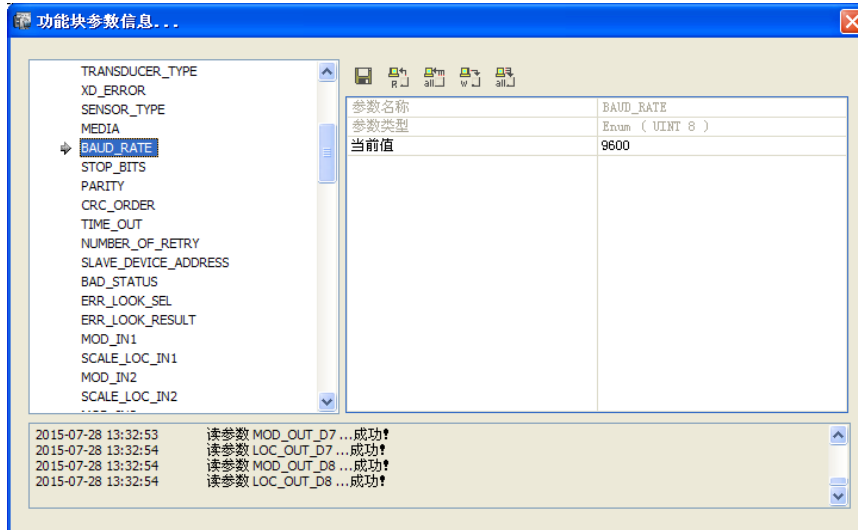 功能块参数信息...
TRANSDUCER_TYPE
XD_ERROR
SENSOR_TYPE
MEDIA
BAUD_RATE
STOP_BITS
PARITY
CRC_ORDER
TIME_OUT
NUMBER_OF_RETRY
SLAVE_DEVICE_ADDRESS
BAD_STATUS
ERR_LOOK_SEL
ERR_LOOK_RESULT
MOD_IN1
SCALE_LOC_IN1
MOD_IN2
SCALE_LOC_IN2
R all w all
参数名称 BAUD_RATE
参数类型 Enum ( UINT 8 )
当前值 9600
2015-07-28 13:32:53 读参数 MOD_OUT_D7 ...成功!
2015-07-28 13:32:54 读参数 LOC_OUT_D7 ...成功!
2015-07-28 13:32:54 读参数 MOD_OUT_D8 ...成功!
2015-07-28 13:32:54 读参数 LOC_OUT_D8 ...成功!